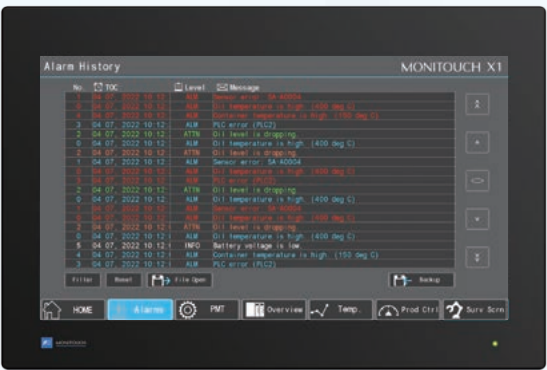 Alarm History MONITOUCH X1
No. TOC Level Message
1 04 07, 2022 10:12 ALM Sensor error: SA-A0004
0 04 07, 2022 10:12 ALM Oil temperature is high. (400 deg C)
4 04 07, 2022 10:12 ALM Container temperature is high. (150 deg C)
3 04 07, 2022 10:12 ALM PLC error (PLC2)
2 04 07, 2022 10:12 ATTN Oil level is dropping.
0 04 07, 2022 10:12 ALM Oil temperature is high. (400 deg C)
2 04 07, 2022 10:12 ATTN Oil level is dropping.
1 04 07, 2022 10:12 ALM Sensor error: SA-A0004
0 04 07, 2022 10:12 ALM Oil temperature is high. (400 deg C)
3 04 07, 2022 10:12 ALM PLC error (PLC2)
2 04 07, 2022 10:12 ATTN Oil level is dropping.
0 04 07, 2022 10:12 ALM Oil temperature is high. (400 deg C)
1 04 07, 2022 10:12 ALM Sensor error: SA-A0004
0 04 07, 2022 10:12 ALM Oil temperature is high. (400 deg C)
2 04 07, 2022 10:12 ATTN Oil level is dropping.
0 04 07, 2022 10:12 ALM Oil temperature is high. (400 deg C)
5 04 07, 2022 10:12 INFO Battery voltage is low
4 04 07, 2022 10:12 ALM Container temperature is high. (150 deg C)
3 04 07, 2022 10:12 ALM PLC error (PLC2)
Filter Reset File Open Backup
HOME Alarms PMT Overview Temp. Prod Ctrl Surv Scrn
MONITOUCH